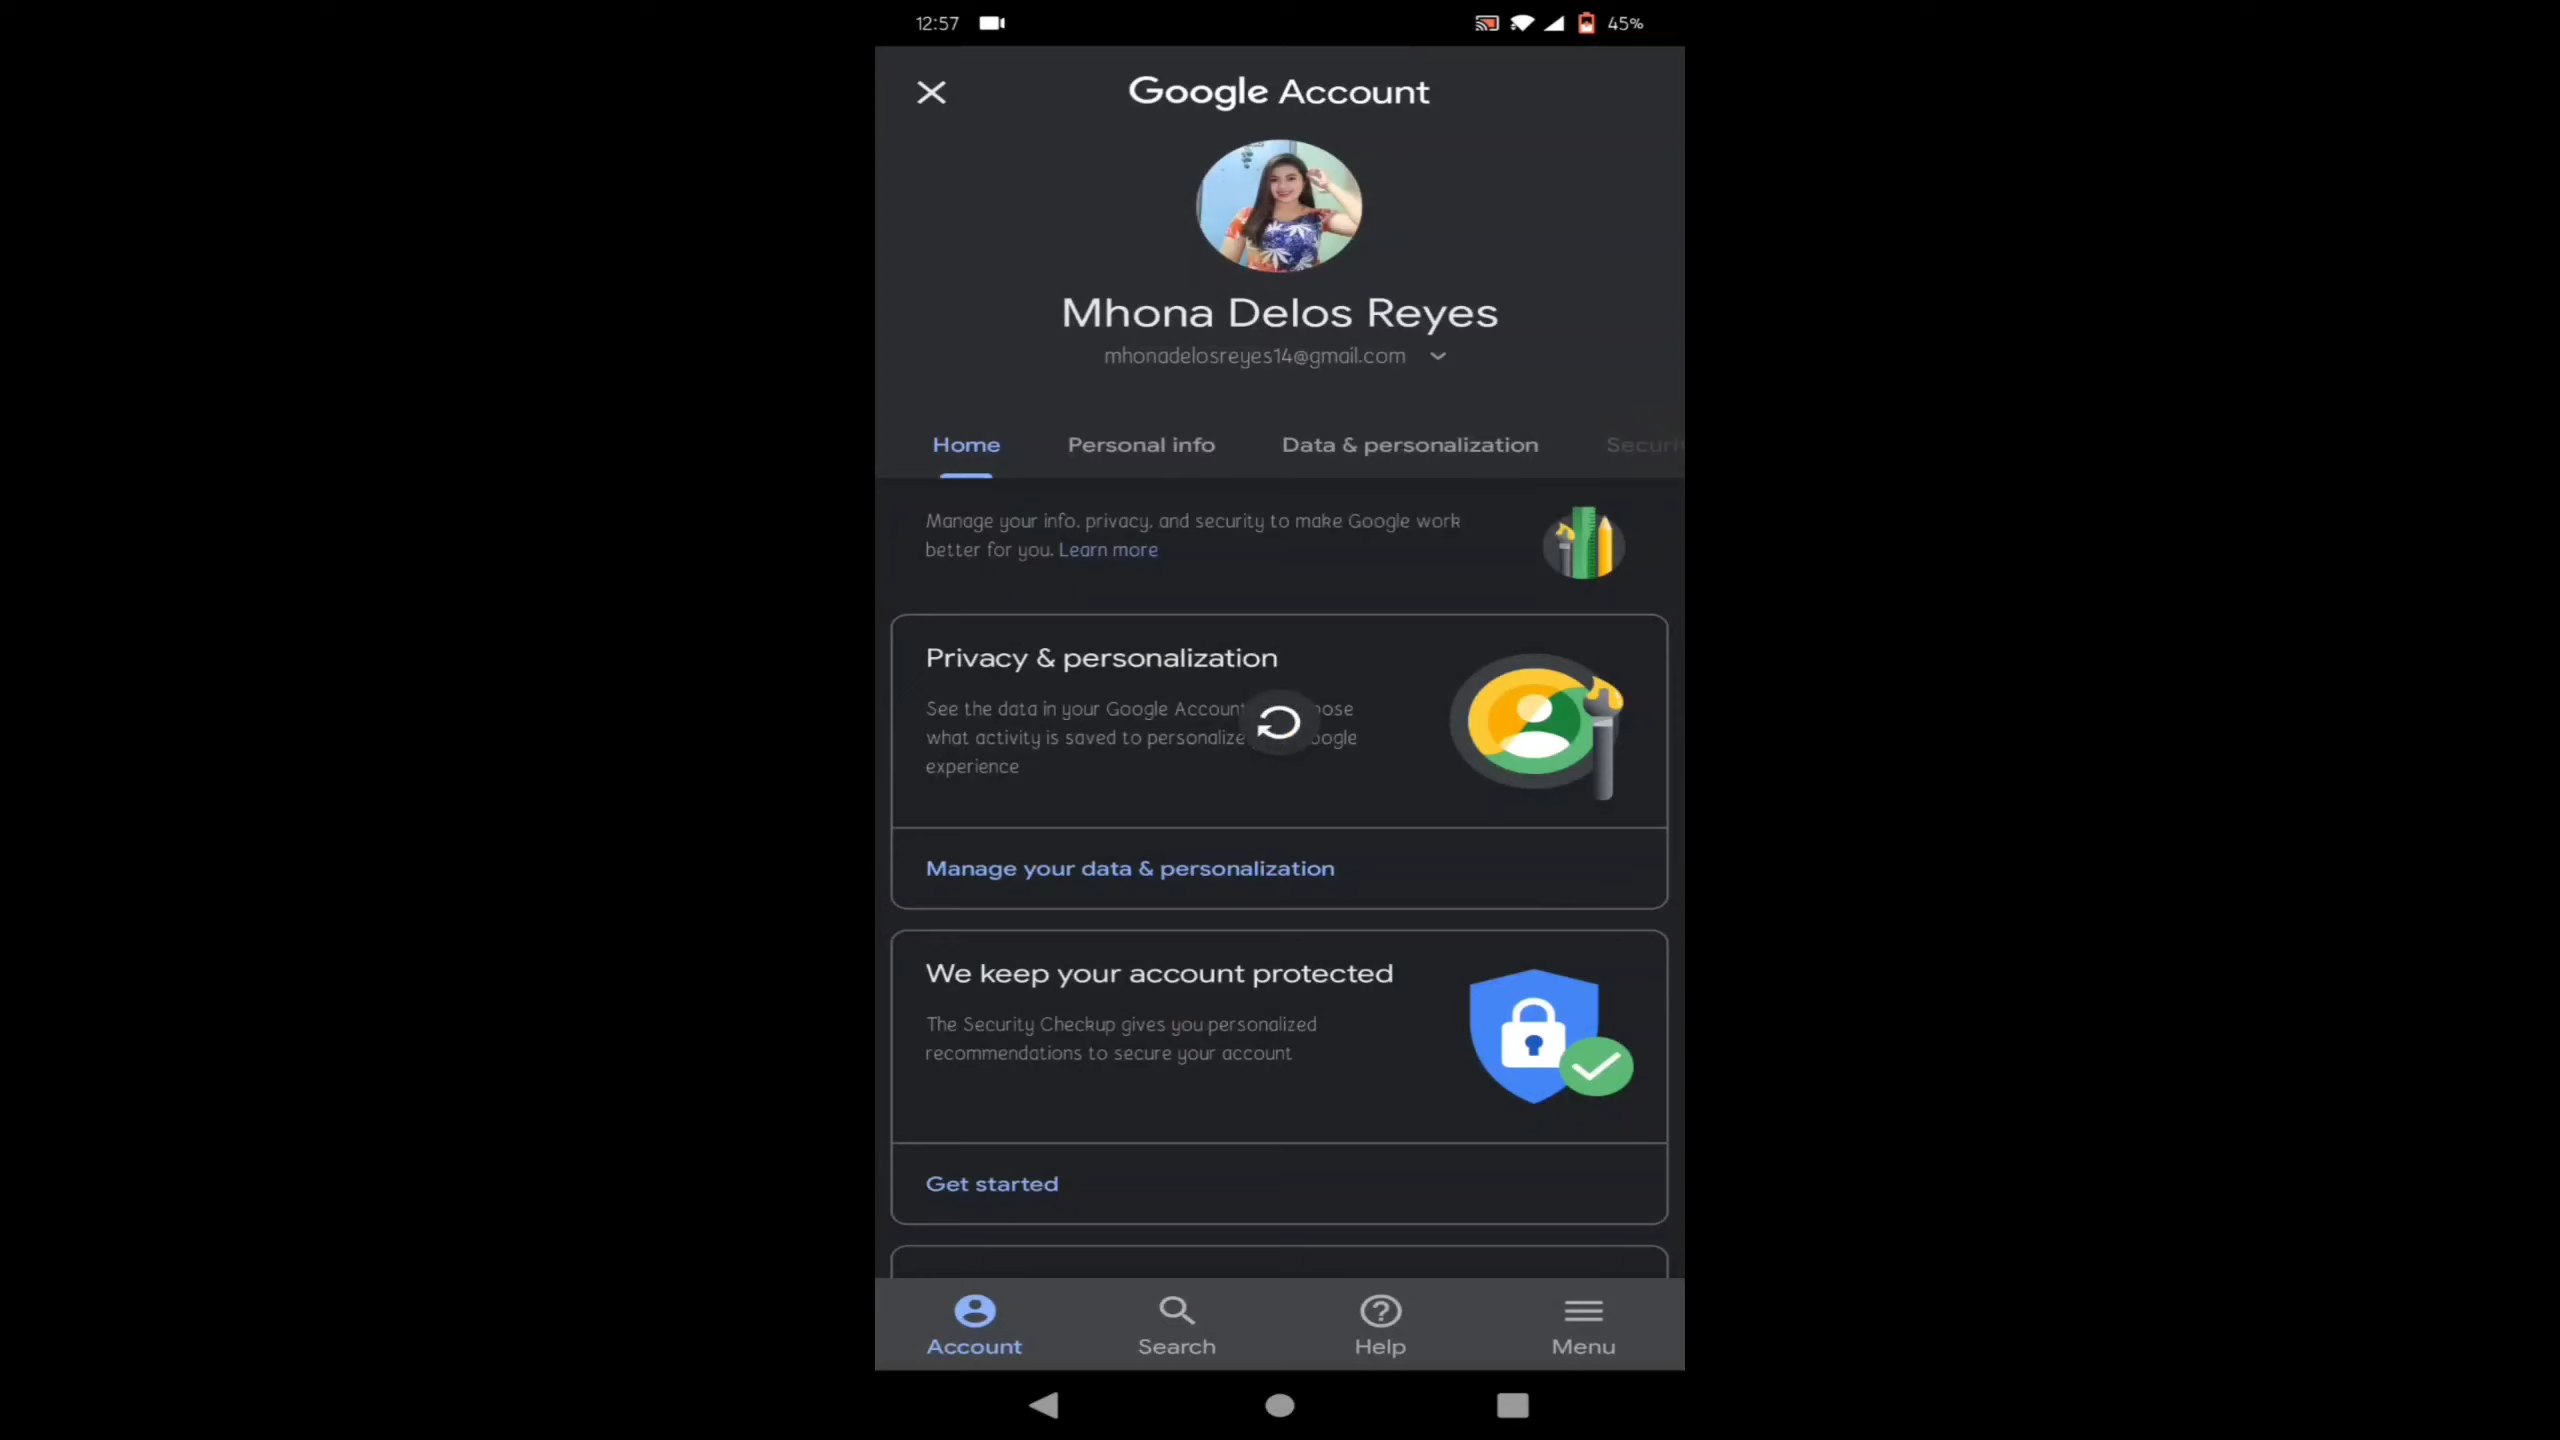 12:57
45%
Google Account
Mhona Delos Reyes
mhonadelosreyes14@gmail.com
Home
Personal info
Data & personalization
Manage your info, privacy, and security to make Google work
better for you. Learn more
Privacy & personalization
See the data in your Google Account
what activity is saved to personalize
experience
Manage your data & personalization
We keep your account protected
The Security Checkup gives you personalized
recommendations to secure your account
Get started
Account
Search
Help
Menu